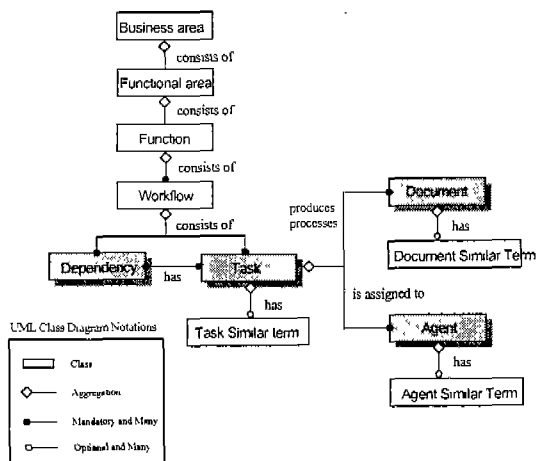 Business area
consists of
Functional area
consists of
Function
consists of
Workflow
consists of
Dependency
has
Task
has
Task Similar term
produces
processes
Document
has
Document Similar Term
is assigned to
Agent
has
Agent Similar Term
UML Class Diagram Notations
Class
Aggregation
Mandatory and Many
Optional and Many